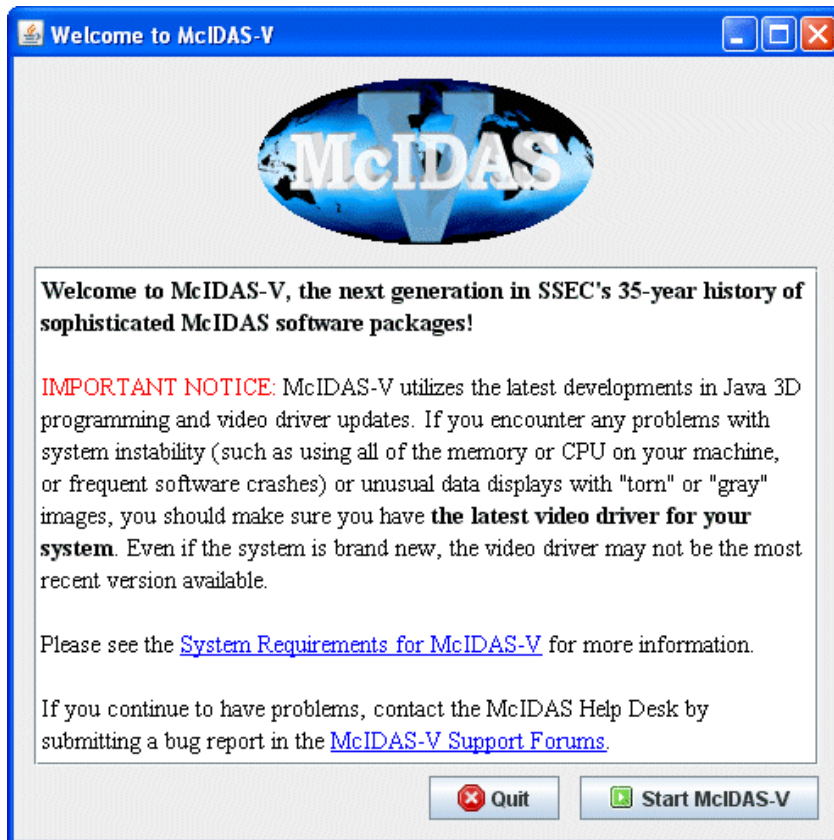 Welcome to McIDAS-V
V
McIDAS
Welcome to McIDAS-V, the next generation in SSEC's 35-year history of
sophisticated McIDAS software packages!
IMPORTANT NOTICE: McIDAS-V utilizes the latest developments in Java 3D
programming and video driver updates. If you encounter any problems with
system instability (such as using all of the memory or CPU on your machine,
or frequent software crashes) or unusual data displays with "torn" or "gray"
images, you should make sure you have the latest video driver for your
system. Even if the system is brand new, the video driver may not be the most
recent version available.
Please see the System Requirements for McIDAS-V for more information.
If you continue to have problems, contact the McIDAS Help Desk by
submitting a bug report in the McIDAS-V Support Forums.
Quit Start McIDAS-V